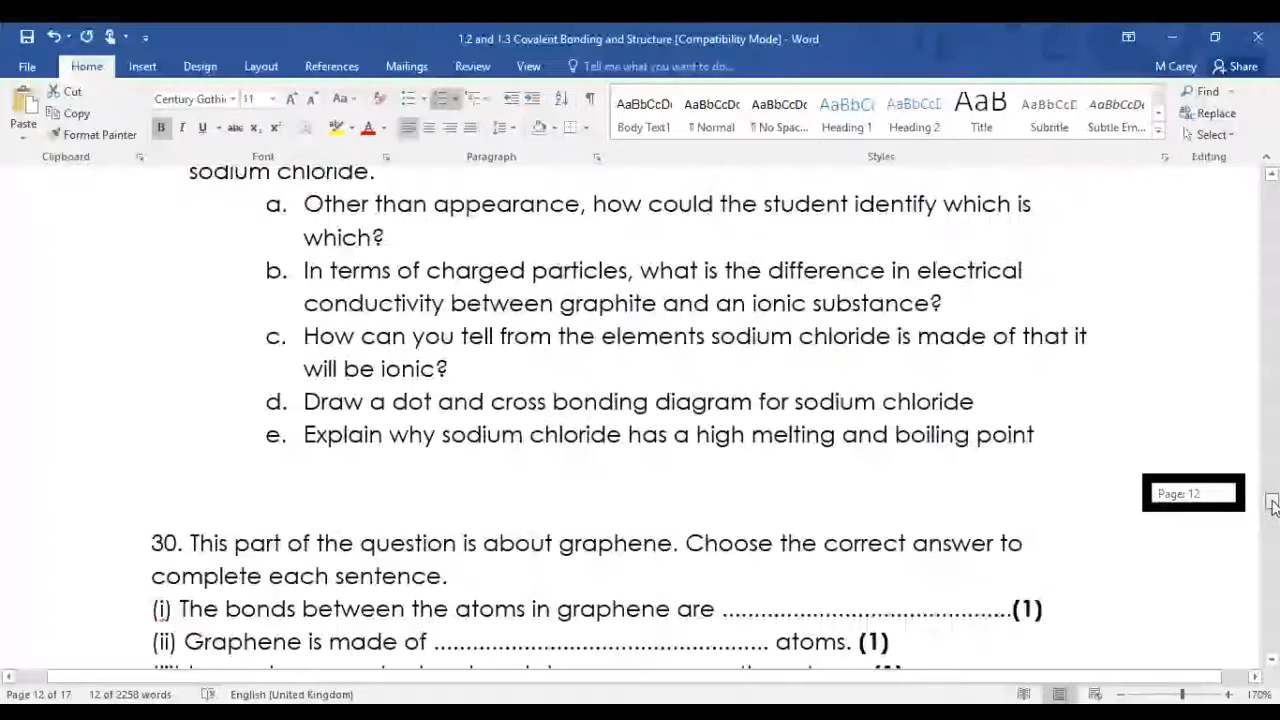 1.2 and 1.3 Covalent Bonding and Structure [Compatibility Mode] - Word
File Home Insert Design Layout References Mailings Review View Tell me what you want to do... M Carey Share
Cut
Copy
Format Painter
Paste
Century Gothi 11
AaBbCcDc AaBbCcDc AaBbCcDc AaBbC AaBbCcD AaB AaBbCcD AaBbCcDc
Body Text1 ¶ Normal ¶ No Spac... Heading 1 Heading 2 Title Subtitle Subtle Em...
Find
Replace
Select
Clipboard Font Paragraph Styles Editing
sodium chloride.
a. Other than appearance, how could the student identify which is
which?
b. In terms of charged particles, what is the difference in electrical
conductivity between graphite and an ionic substance?
c. How can you tell from the elements sodium chloride is made of that it
will be ionic?
d. Draw a dot and cross bonding diagram for sodium chloride
e. Explain why sodium chloride has a high melting and boiling point
Page: 12
30. This part of the question is about graphene. Choose the correct answer to
complete each sentence.
(i) The bonds between the atoms in graphene are .............................................(1)
(ii) Graphene is made of .................................................... atoms. (1)
Page 12 of 17 12 of 2258 words English (United Kingdom) 170%